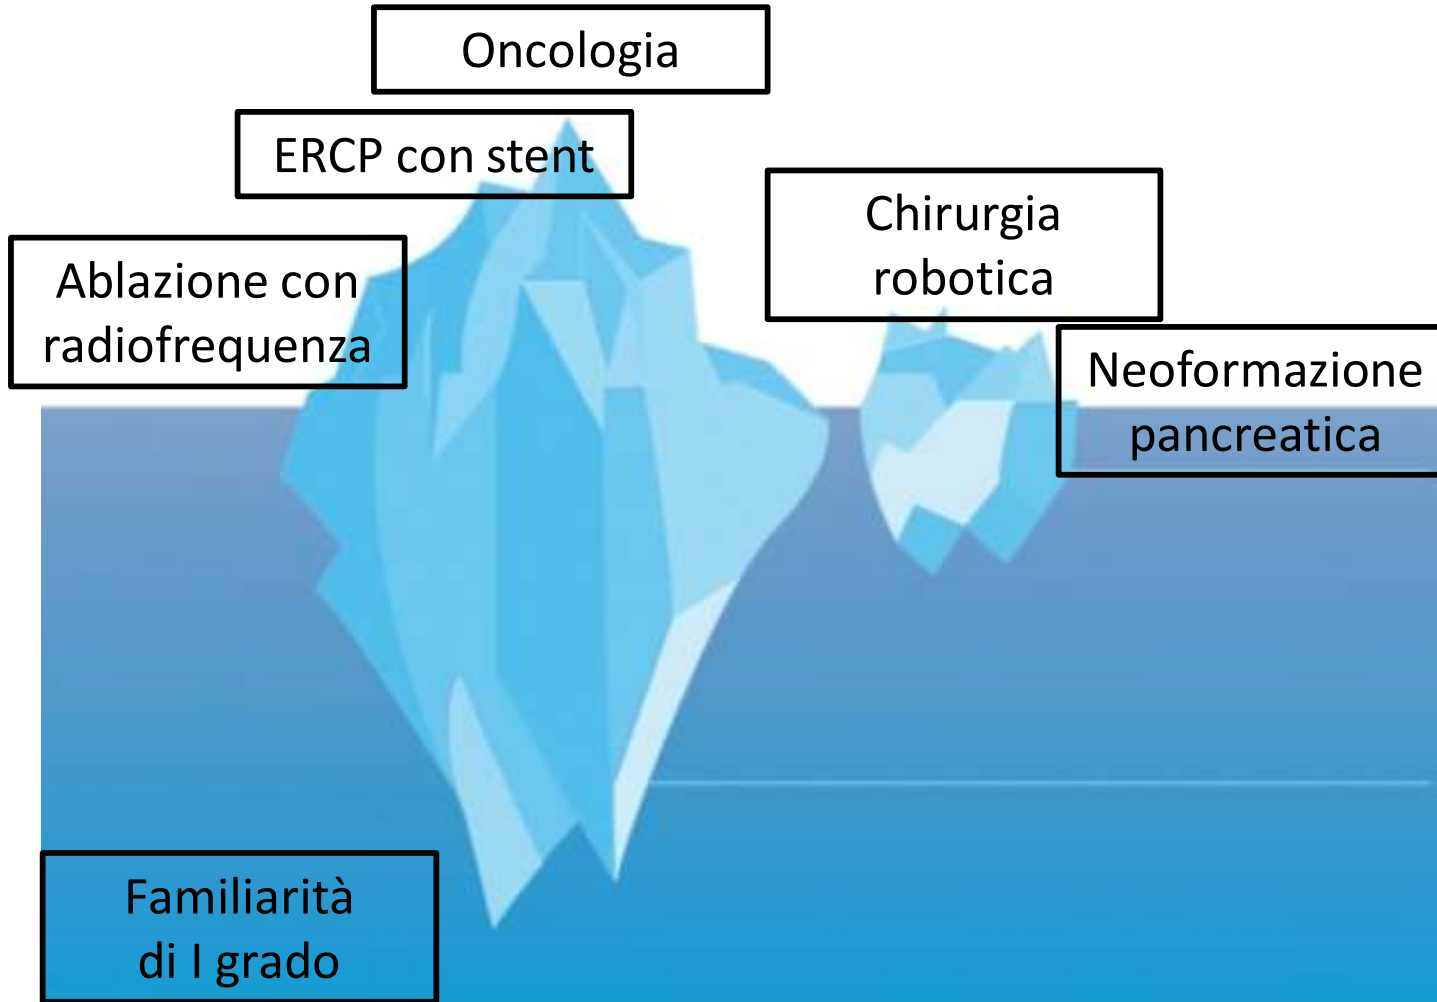 Oncologia
ERCP con stent
Chirurgia
robotica
Ablazione con
radiofrequenza
Neoformazione
pancreatica
Familiarità
di I grado